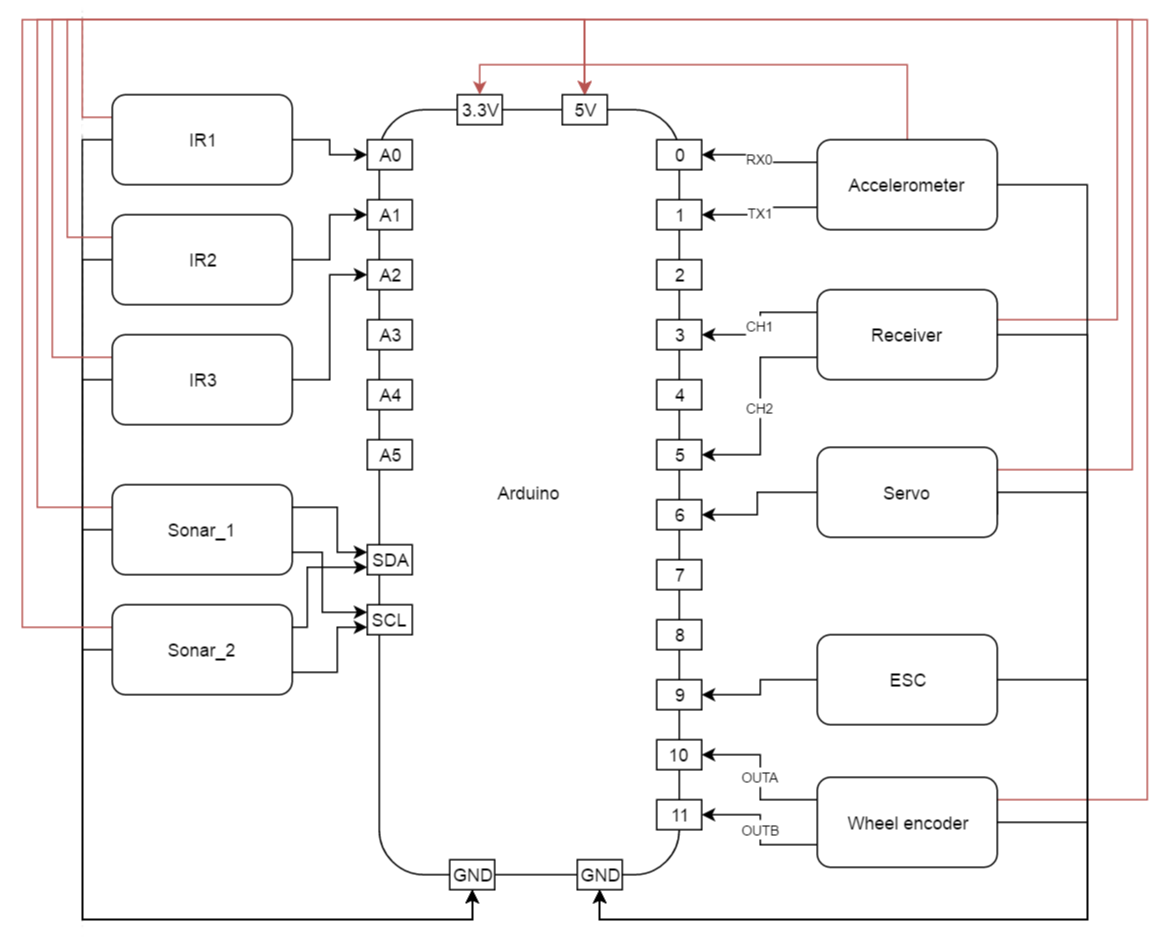 3.3V
5V
IR1
A0
0
RX0
Accelerometer
A1
1
TX1
IR2
A2
2
A3
3
CH1
Receiver
IR3
A4
4
CH2
A5
5
Arduino
Servo
6
Sonar_1
SDA
7
SCL
8
Sonar_2
9
ESC
10
OUTA
11
OUTB
Wheel encoder
GND
GND